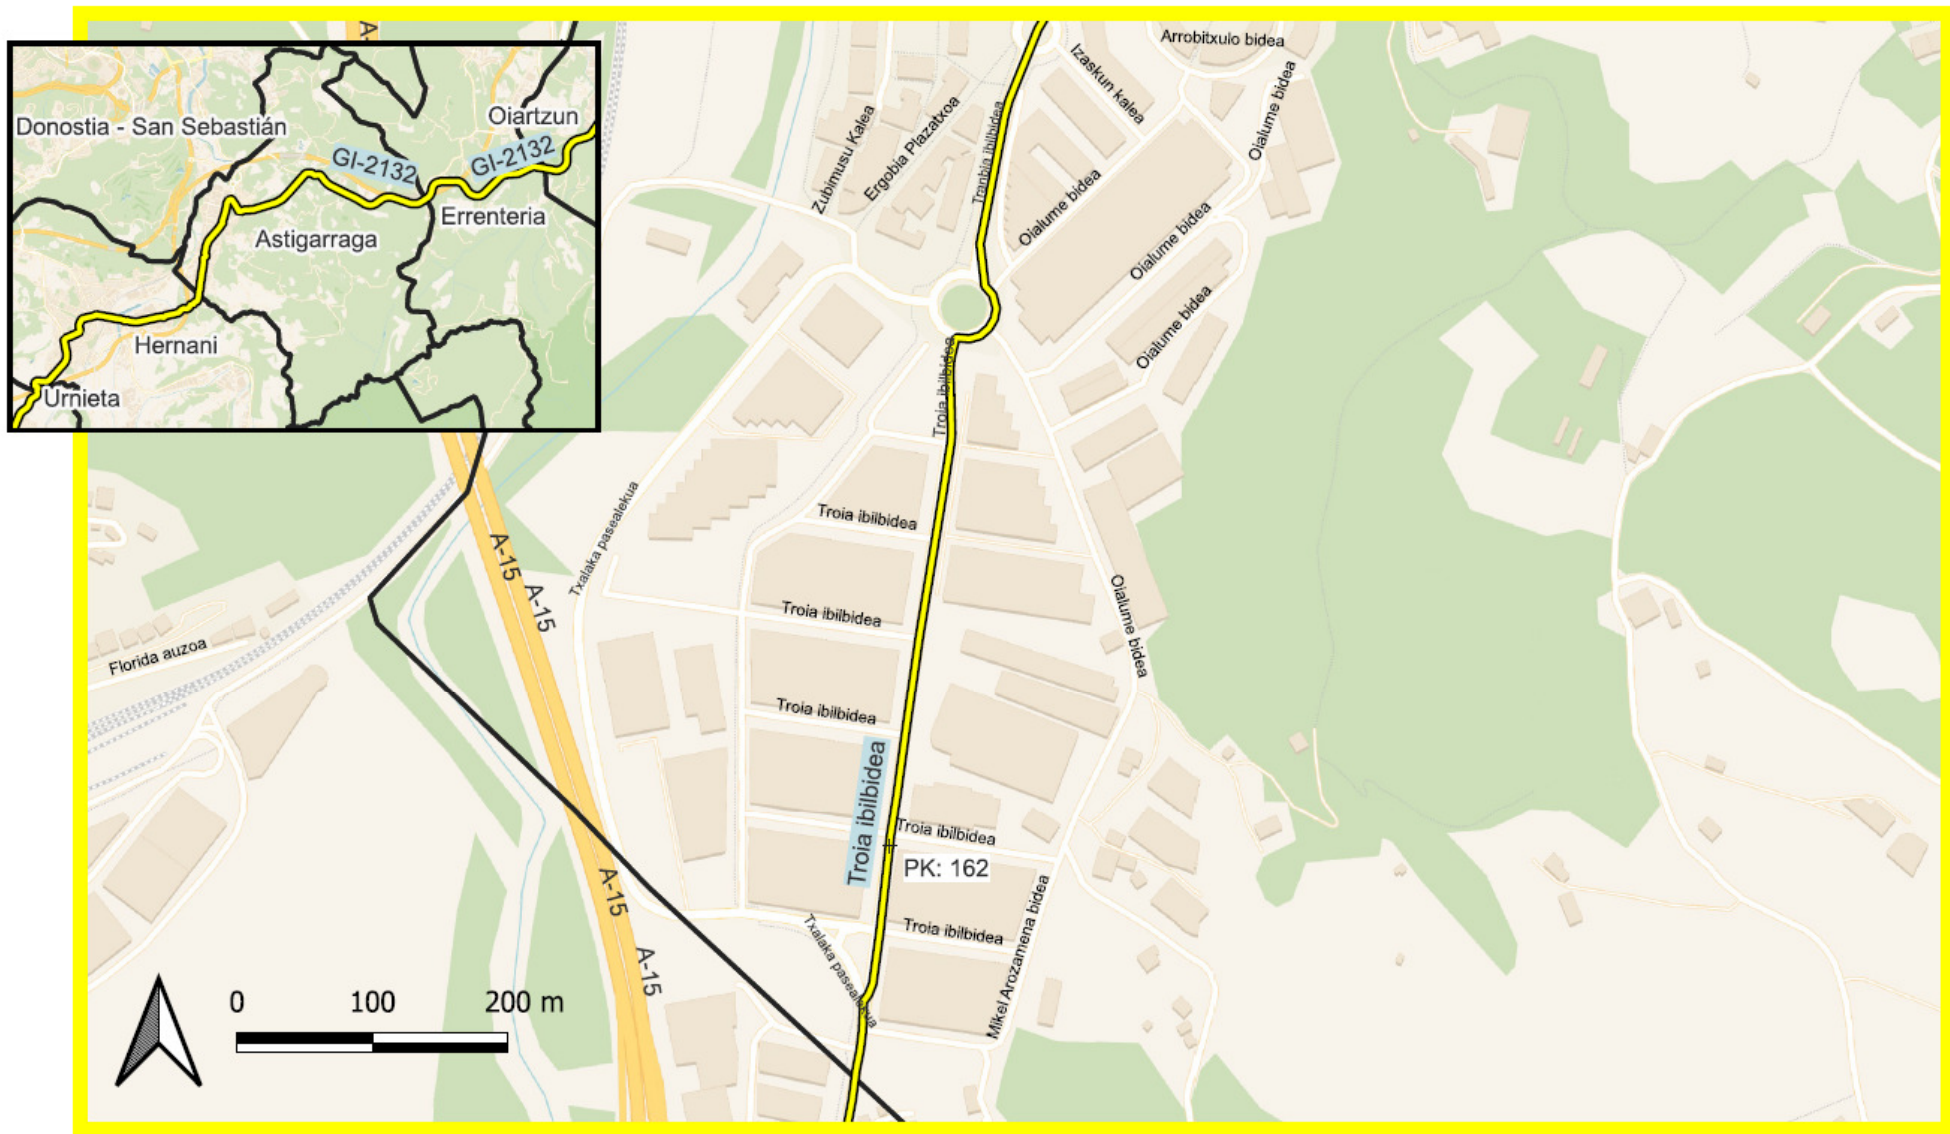 A-
Donostia - San Sebastián
Oiartzun
GI-2132
GI-2132
Errenteria
Astigarraga
Hernani
Urnieta
Arrobitxulo bidea
Izaskun kalea
Oialume bidea
Zubimusu Kalea
Ergobia Plazatxoa
Tranbia ibilbidea
Oialume bidea
Oialume bidea
Oialume bidea
Troia ibilbidea
Txalaka pasealekua
Troia ibilbidea
A-15
A-15
Troia ibilbidea
Oialume bidea
Florida auzoa
Troia ibilbidea
Troia ibilbidea
Troia ibilbidea
PK: 162
A-15
Mikel Arozamena bidea
Troia ibilbidea
Txalaka pasealekua
A-15
0 100 200 m